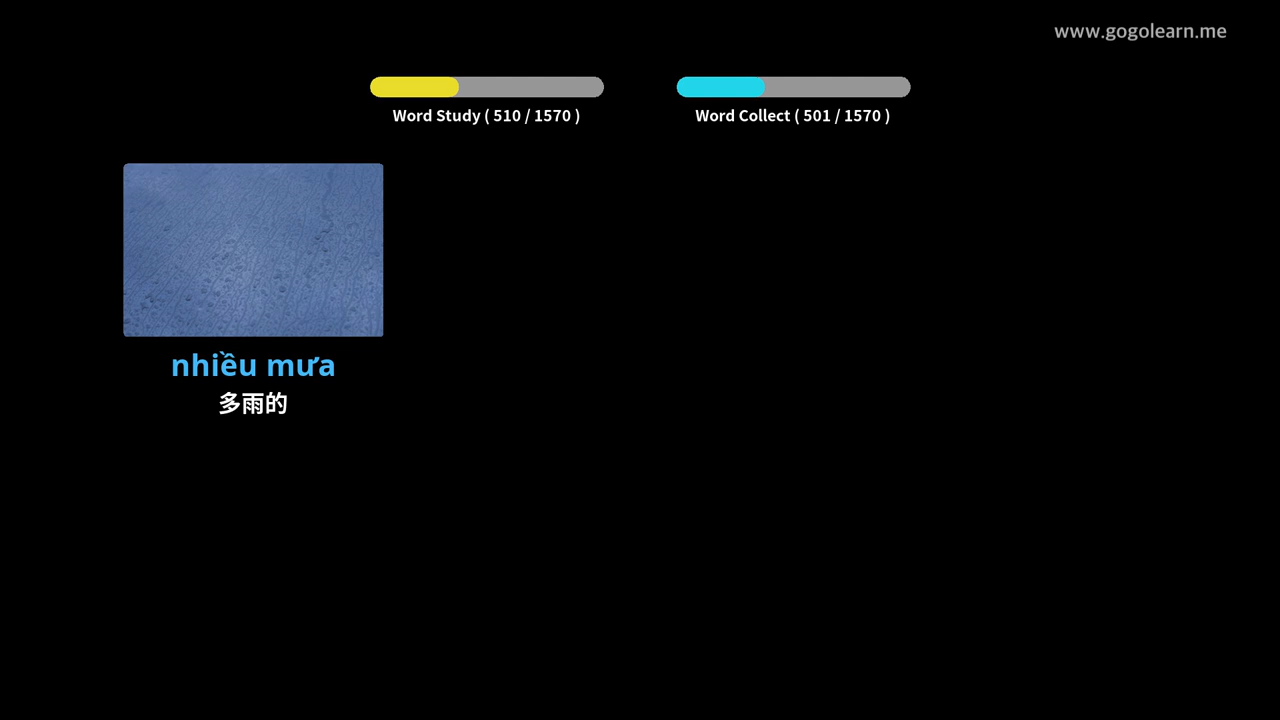 www.gogolearn.me
Word Study ( 510 / 1570 )
Word Collect ( 501 / 1570 )
nhiều mưa
多雨的